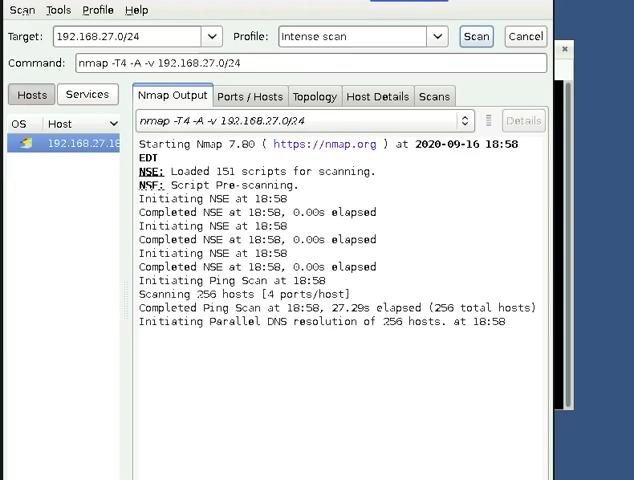 Scan Tools Profile Help
Target: 192.168.27.0/24 Profile: Intense scan Scan Cancel
Command: nmap -T4 -A -v 192.168.27.0/24
Hosts Services Nmap Output Ports / Hosts Topology Host Details Scans
OS Host nmap -T4 -A -v 192.168.27.0/24 Details
192.168.27.18
Starting Nmap 7.80 ( https://nmap.org ) at 2020-09-16 18:58
EDT
NSE: Loaded 151 scripts for scanning.
NSE: Script Pre-scanning.
Initiating NSE at 18:58
Completed NSE at 18:58, 0.00s elapsed
Initiating NSE at 18:58
Completed NSE at 18:58, 0.00s elapsed
Initiating NSE at 18:58
Completed NSE at 18:58, 0.00s elapsed
Initiating Ping Scan at 18:58
Scanning 256 hosts [4 ports/host]
Completed Ping Scan at 18:58, 27.29s elapsed (256 total hosts)
Initiating Parallel DNS resolution of 256 hosts. at 18:58